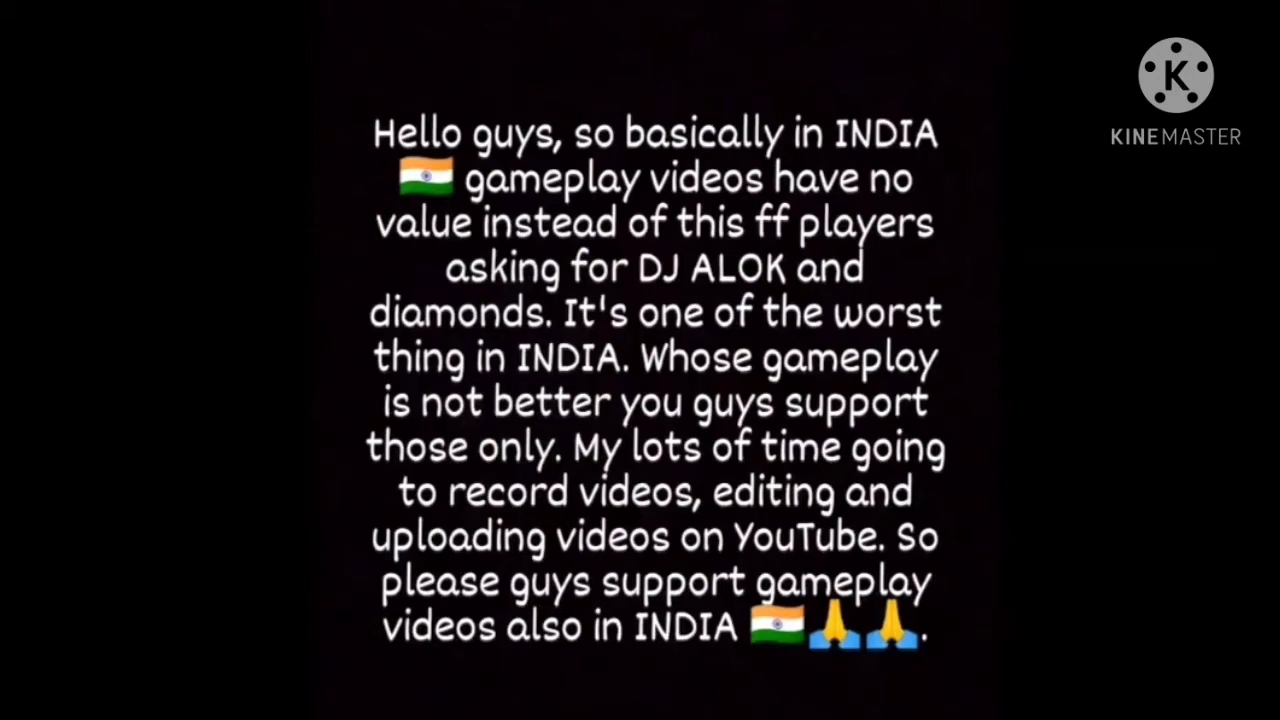 Hello guys, so basically in INDIA
🇮🇳 gameplay videos have no
value instead of this ff players
asking for DJ ALOK and
diamonds. It's one of the worst
thing in INDIA. Whose gameplay
is not better you guys support
those only. My lots of time going
to record videos, editing and
uploading videos on YouTube. So
please guys support gameplay
videos also in INDIA 🇮🇳🙏🙏.
K
KINEMASTER